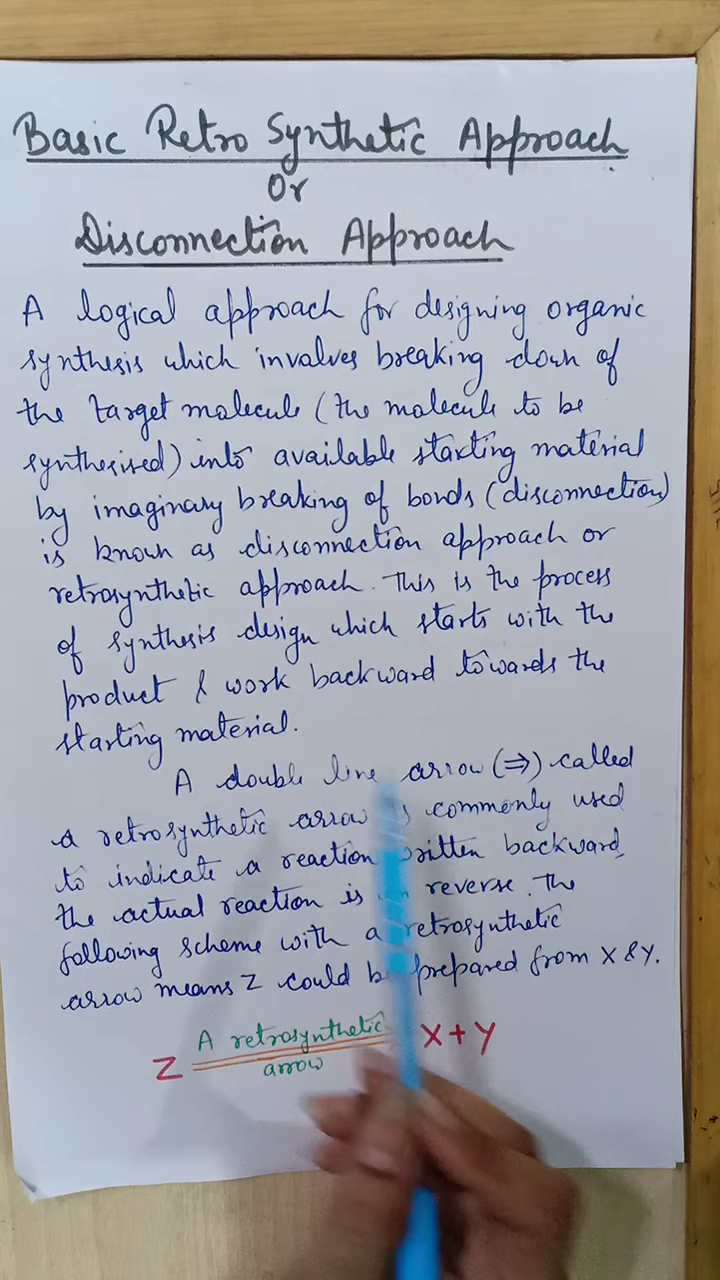 Basic Retro Synthetic Approach
Or
Disconnection Approach
A logical approach for designing organic
synthesis which involves breaking down of
the target molecule (the molecule to be
synthesised) into available starting material
by imaginary breaking of bonds (disconnection)
is known as disconnection approach or
retrosynthetic approach. This is the process
of synthesis design which starts with the
product & work backward towards the
starting material.
A double line arrow (⇒) called
a retrosynthetic arrow is commonly used
to indicate a reaction written backward,
the actual reaction is in reverse. The
following scheme with a retrosynthetic
arrow means Z could be prepared from X & Y.
Z A retrosynthetic arrow X + Y